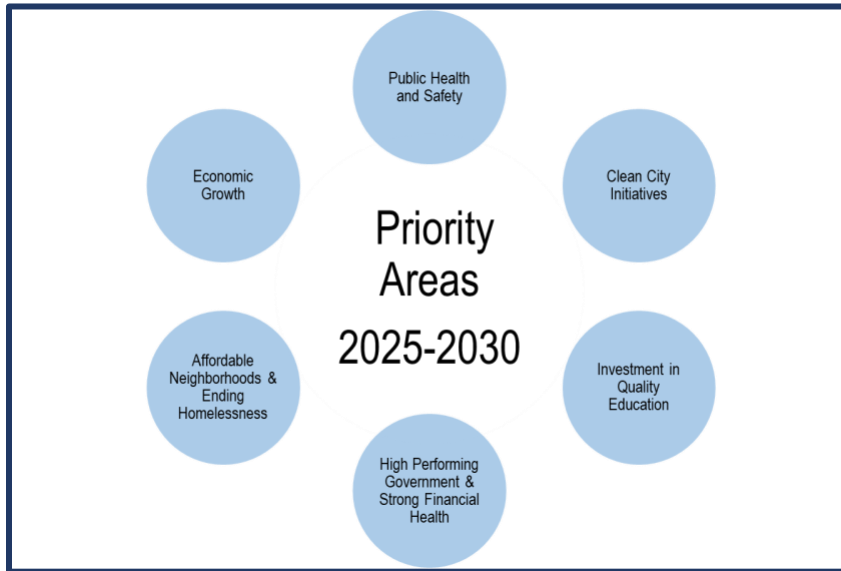 Public Health
and Safety
Economic
Growth
Clean City
Initiatives
Priority
Areas
2025-2030
Affordable
Neighborhoods &
Ending
Homelessness
Investment in
Quality
Education
High Performing
Government &
Strong Financial
Health